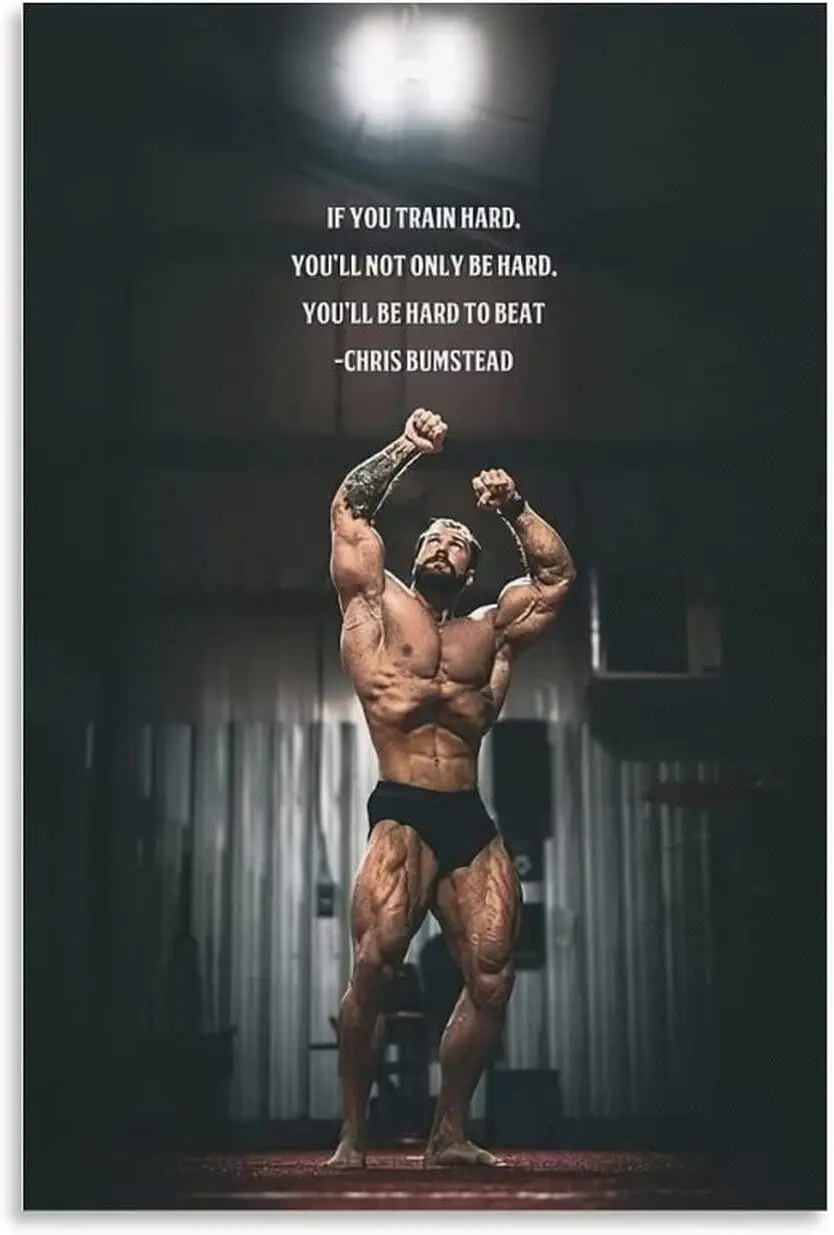 IF YOU TRAIN HARD.
YOU'LL NOT ONLY BE HARD.
YOU'LL BE HARD TO BEAT
-CHRIS BUMSTEAD